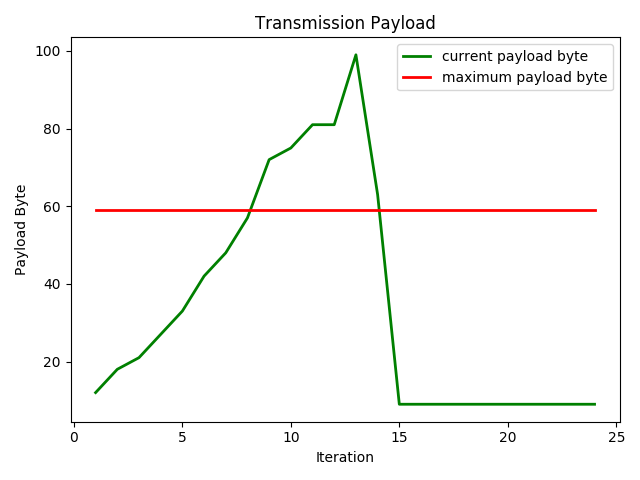 Transmission Payload
current payload byte
maximum payload byte
Payload Byte
100
80
60
40
20
0
5
10
15
20
25
Iteration